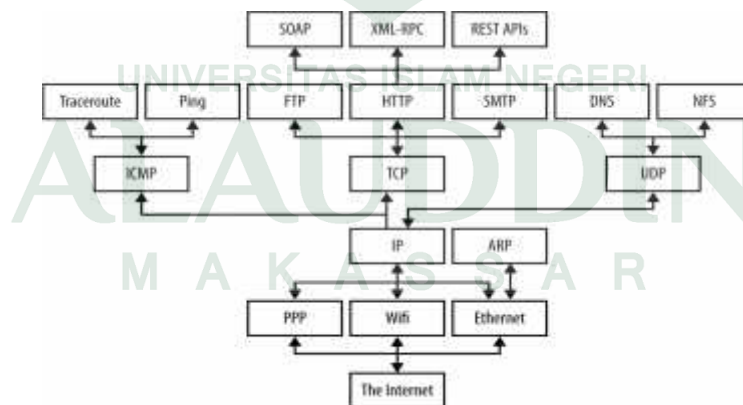 SOAP XML-RPC REST APIs
UNIVERSITAS ISLAM NEGERI
Traceroute Ping FTP HTTP SMTP DNS NFS
ALAUDDIN
ICMP TCP UDP
IP ARP
MAKASSAR
PPP Wifi Ethernet
The Internet